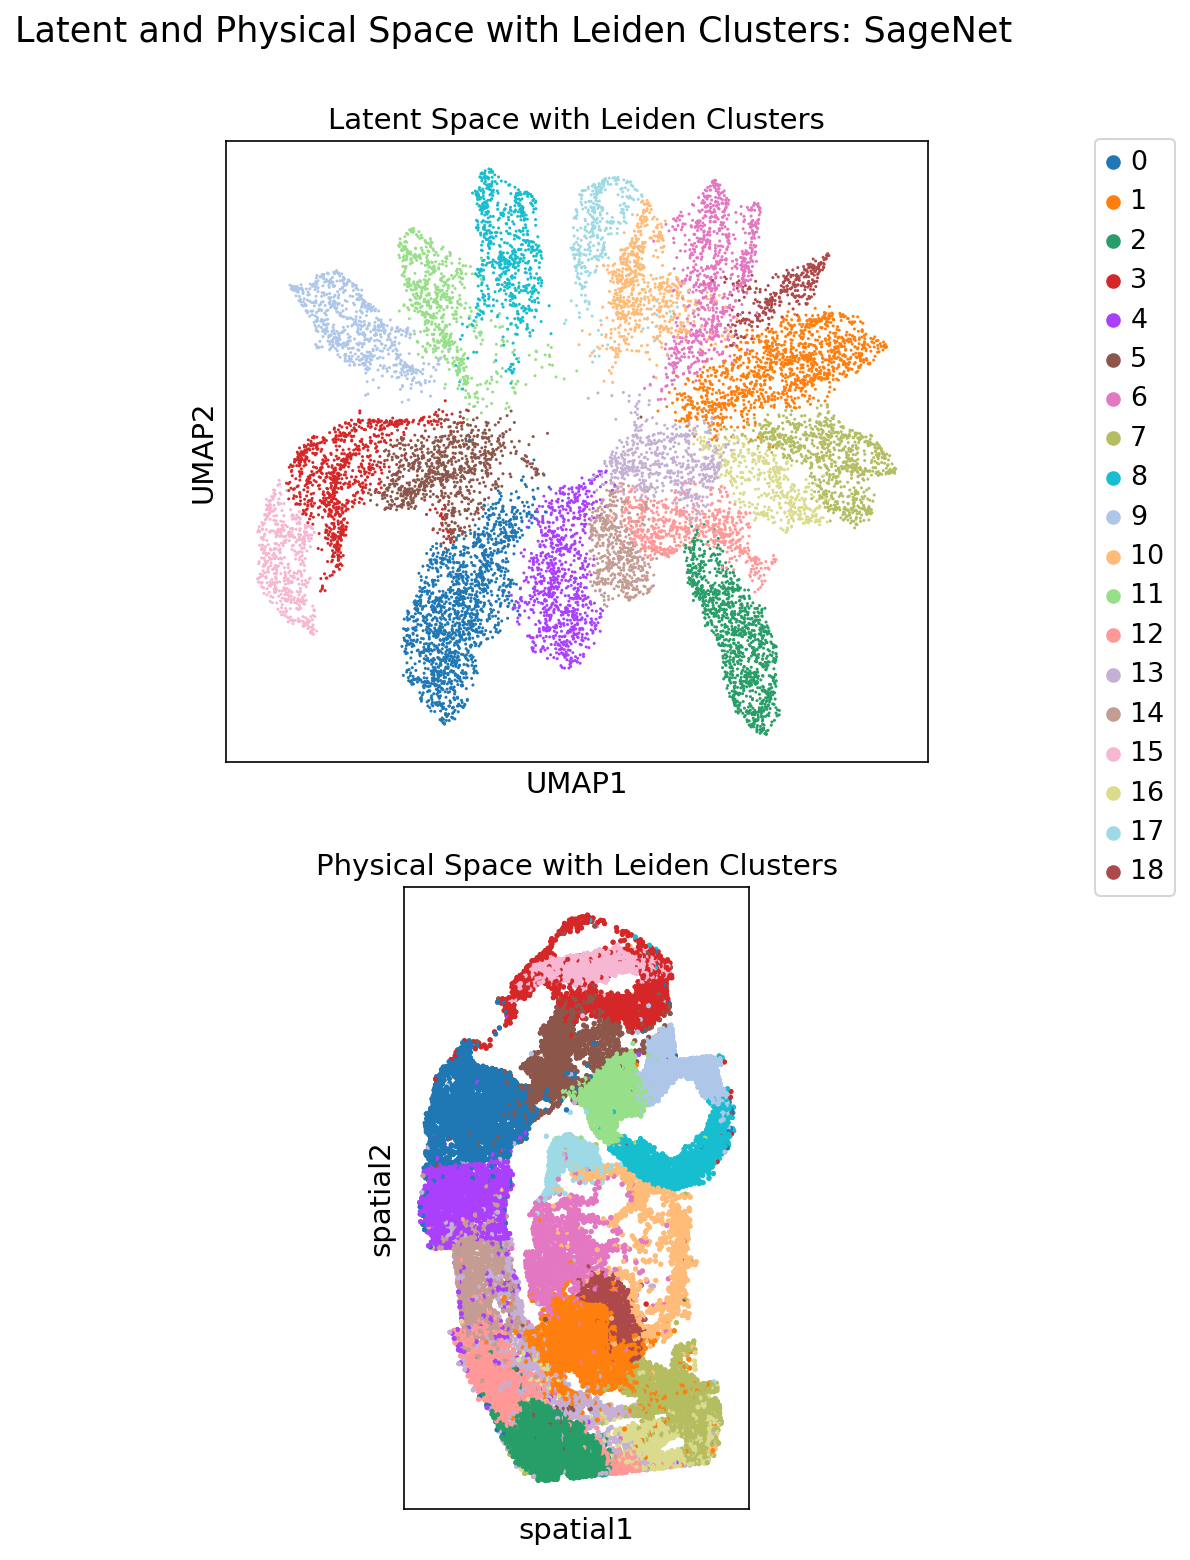 Latent and Physical Space with Leiden Clusters: SageNet
Latent Space with Leiden Clusters
UMAP2
UMAP1
0
1
2
3
4
5
6
7
8
9
10
11
12
13
14
15
16
17
18
Physical Space with Leiden Clusters
spatial2
spatial1